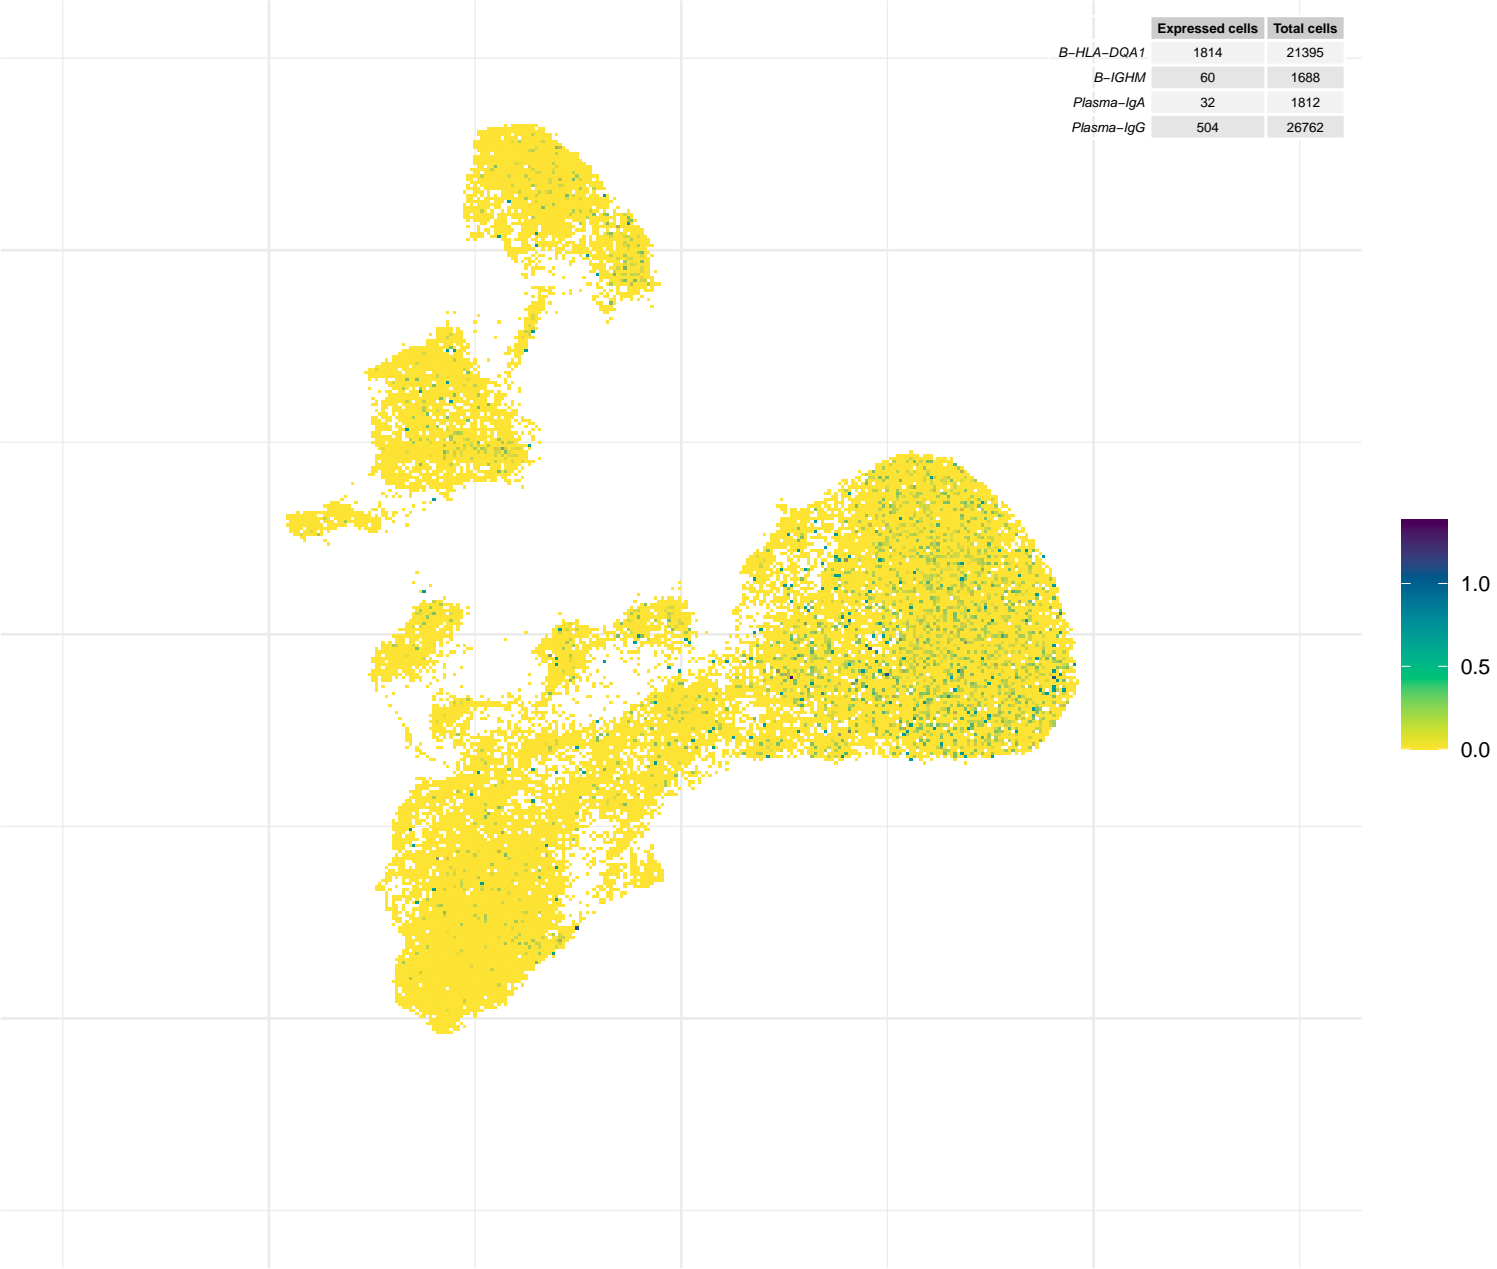 Expressed cells Total cells
B−HLA−DQA1 1814 21395
B−IGHM 60 1688
Plasma−IgA 32 1812
Plasma−IgG 504 26762
1.0
0.5
0.0